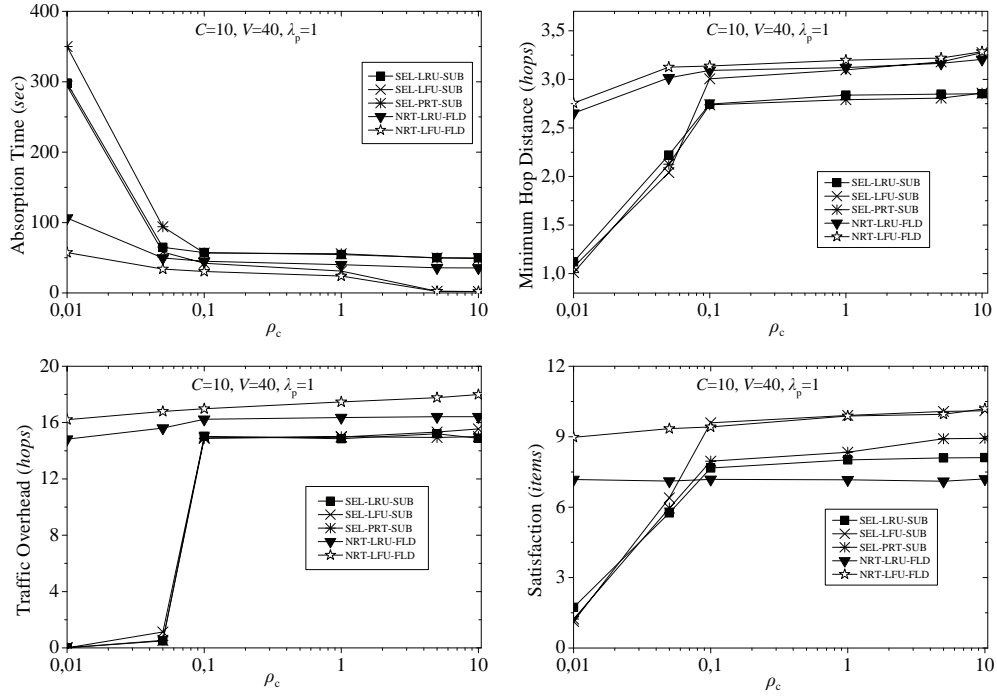 C=10, V=40, λp=1
400
300
200
100
0
Absorption Time (sec)
SEL-LRU-SUB
SEL-LFU-SUB
SEL-PRT-SUB
NRT-LRU-FLD
NRT-LFU-FLD
0,01
0,1
1
10
ρc
C=10, V=40, λp=1
3,5
3,0
2,5
2,0
1,5
1,0
Minimum Hop Distance (hops)
SEL-LRU-SUB
SEL-LFU-SUB
SEL-PRT-SUB
NRT-LRU-FLD
NRT-LFU-FLD
0,01
0,1
1
10
ρc
C=10, V=40, λp=1
20
16
12
8
4
0
Traffic Overhead (hops)
SEL-LRU-SUB
SEL-LFU-SUB
SEL-PRT-SUB
NRT-LRU-FLD
NRT-LFU-FLD
0,01
0,1
1
10
ρc
C=10, V=40, λp=1
12
9
6
3
0
Satisfaction (items)
SEL-LRU-SUB
SEL-LFU-SUB
SEL-PRT-SUB
NRT-LRU-FLD
NRT-LFU-FLD
0,01
0,1
1
10
ρc